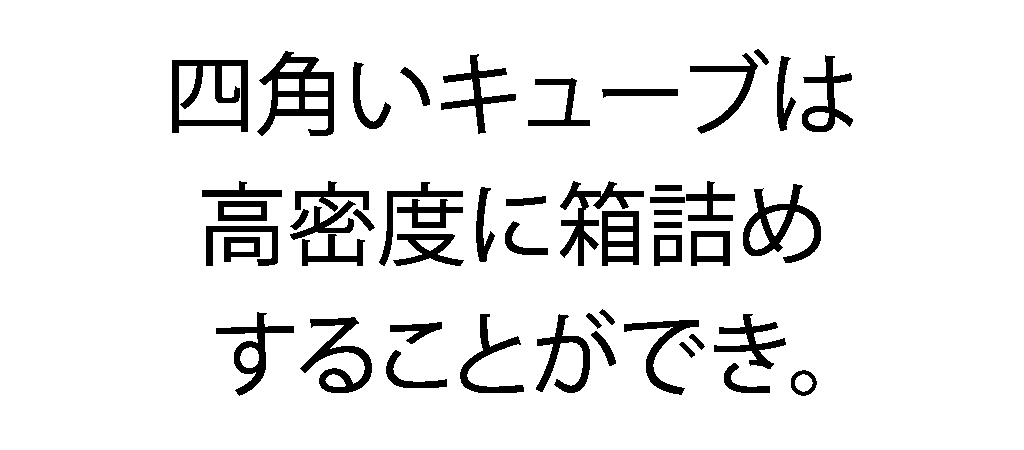 四角いキューブは
高密度に箱詰め
することができ。